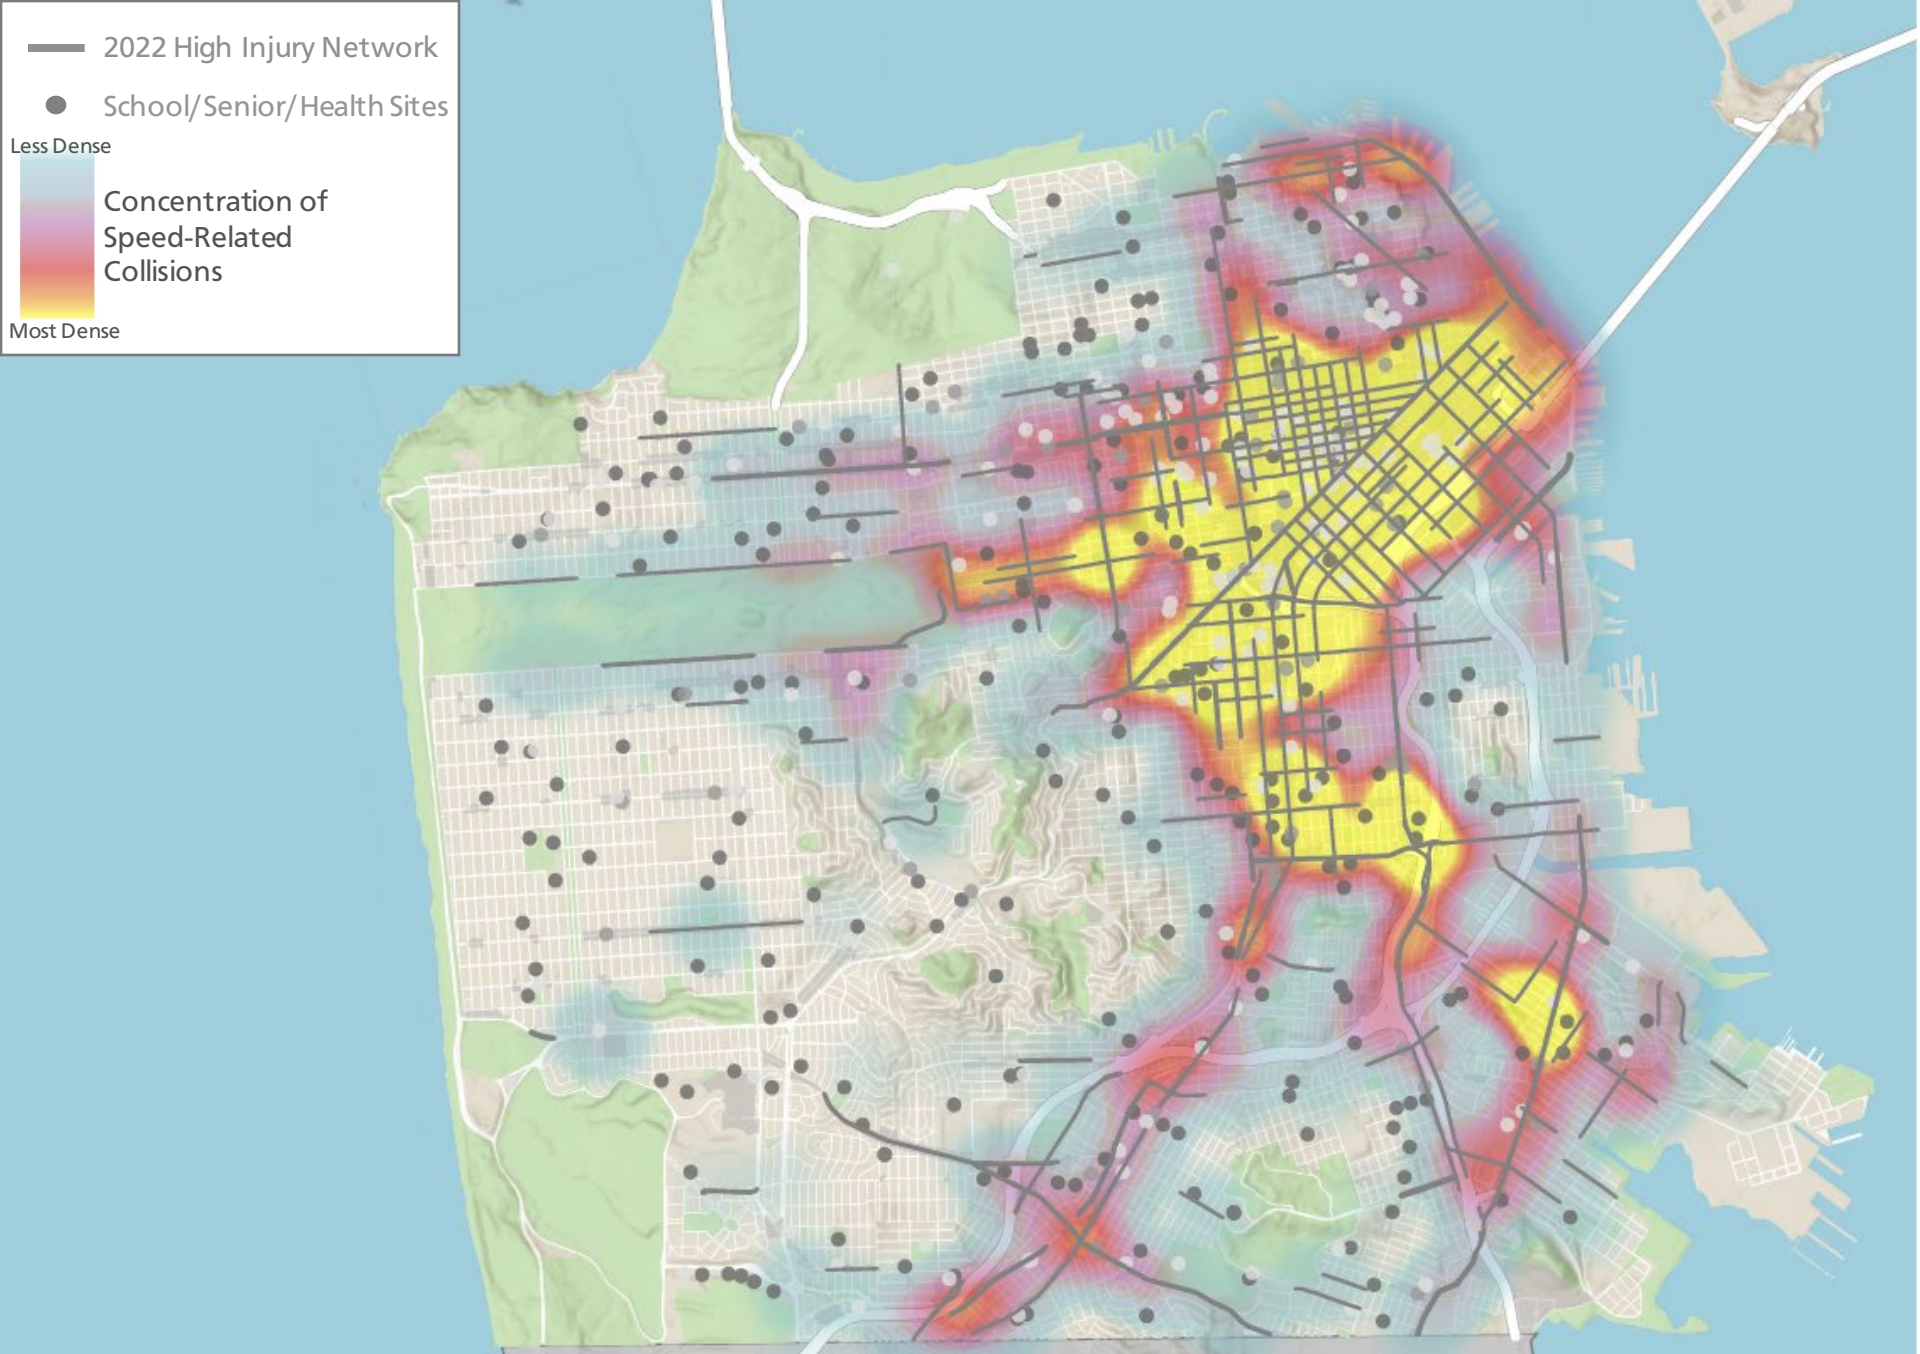 2022 High Injury Network
School/Senior/Health Sites
Less Dense
Concentration of
Speed-Related
Collisions
Most Dense